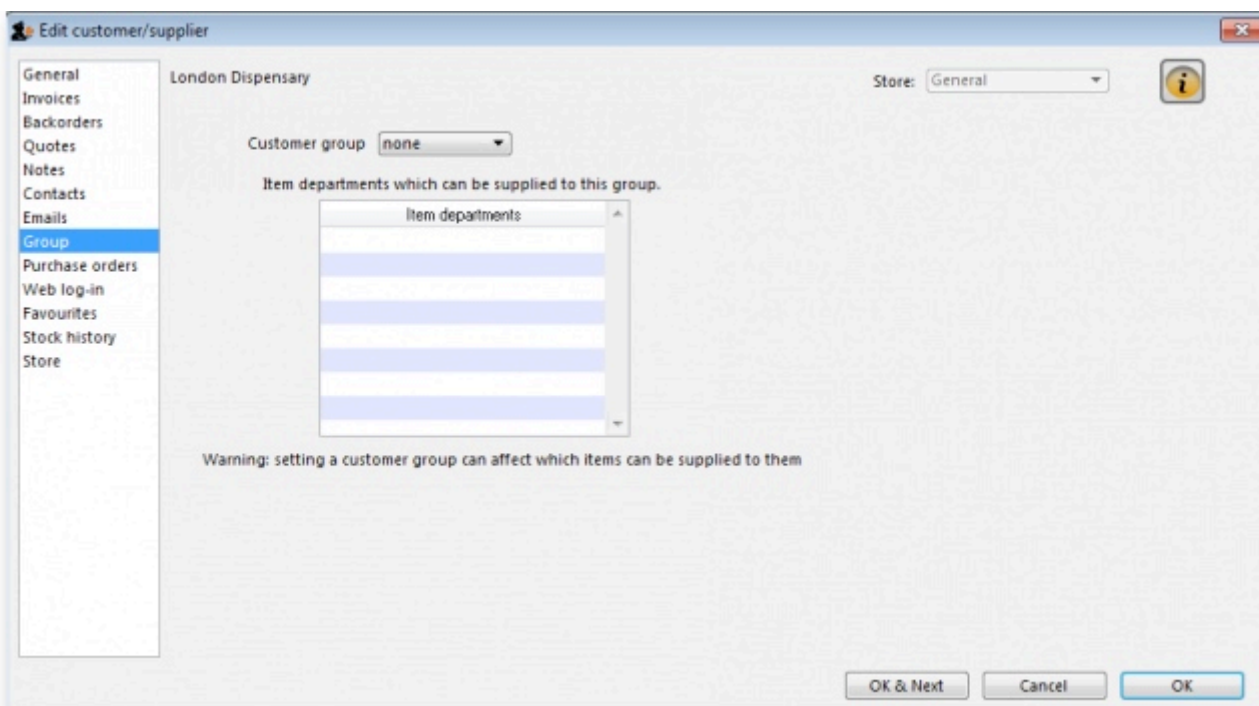 Edit customer/supplier
General
Invoices
Backorders
Quotes
Notes
Contacts
Emails
Group
Purchase orders
Web log-in
Favourites
Stock history
Store
London Dispensary
Store: General
Customer group none
Item departments which can be supplied to this group.
Item departments
Warning: setting a customer group can affect which items can be supplied to them
OK & Next Cancel OK